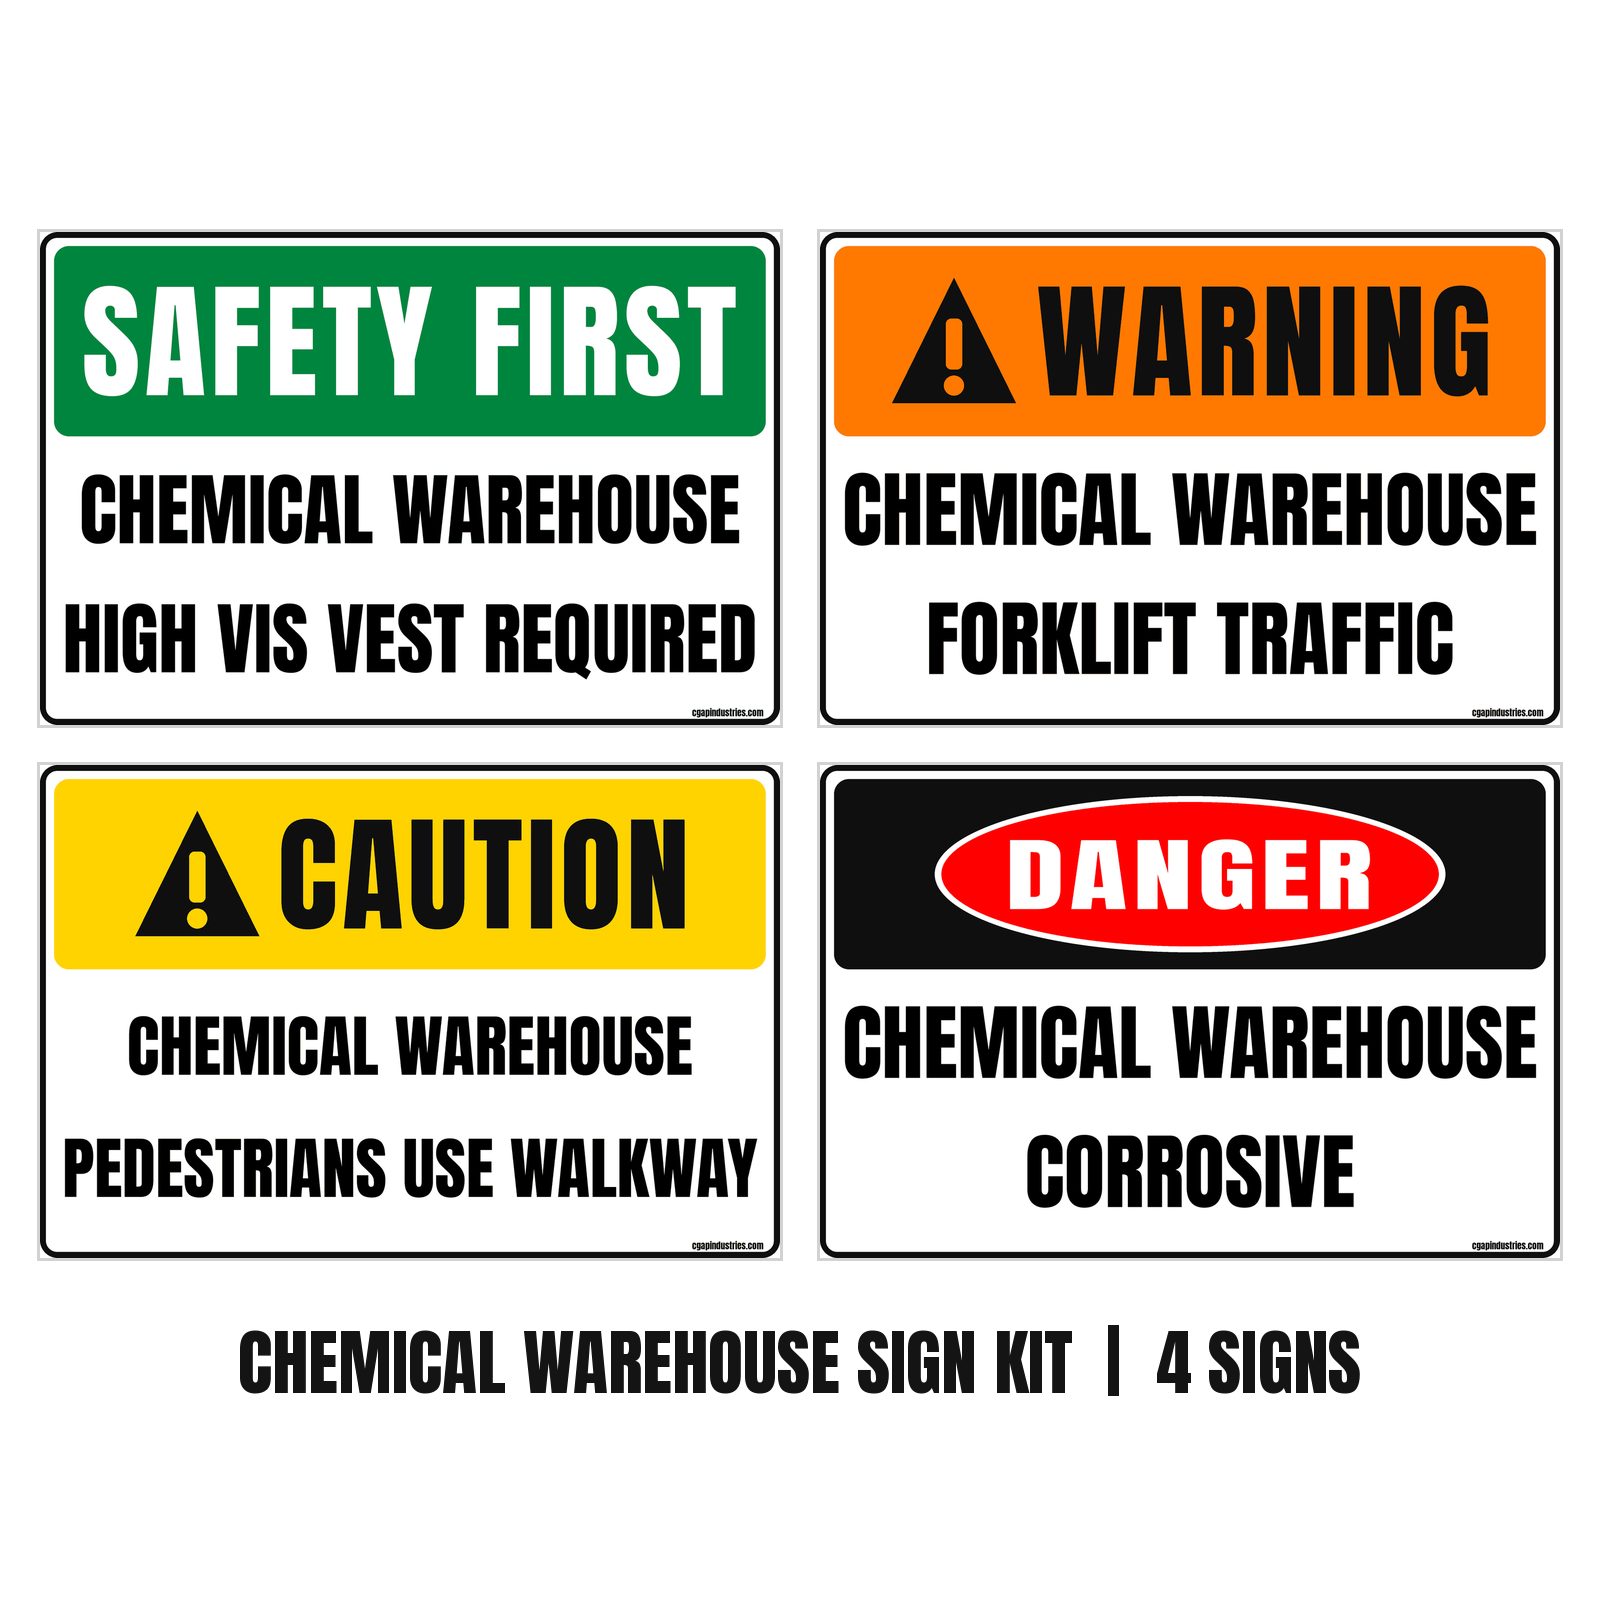 SAFETY FIRST
CHEMICAL WAREHOUSE
HIGH VIS VEST REQUIRED
cgapindustries.com
WARNING
CHEMICAL WAREHOUSE
FORKLIFT TRAFFIC
cgapindustries.com
CAUTION
CHEMICAL WAREHOUSE
PEDESTRIANS USE WALKWAY
cgapindustries.com
DANGER
CHEMICAL WAREHOUSE
CORROSIVE
cgapindustries.com
CHEMICAL WAREHOUSE SIGN KIT | 4 SIGNS